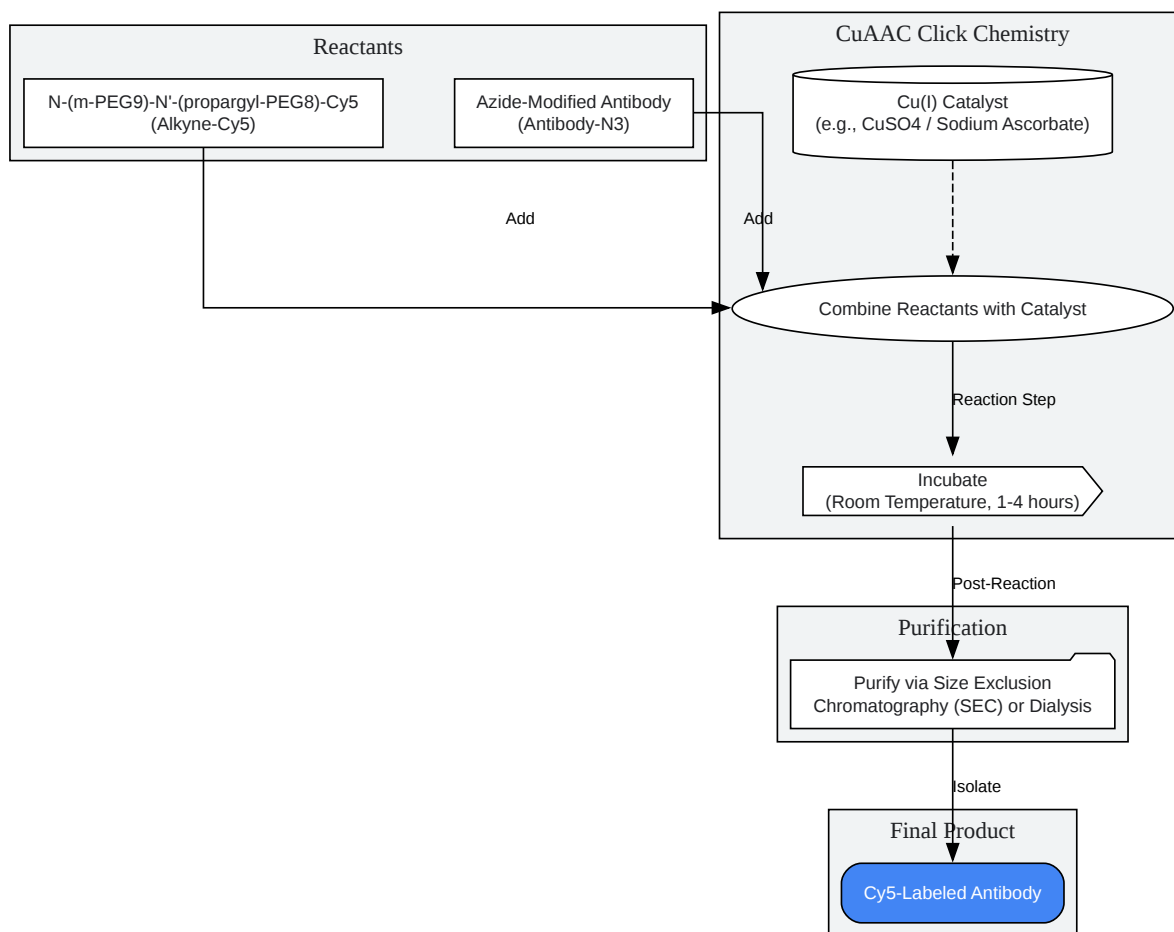 Reactants
N-(m-PEG9)-N'-(propargyl-PEG8)-Cy5
(Alkyne-Cy5)
Azide-Modified Antibody
(Antibody-N3)
CuAAC Click Chemistry
Cu(I) Catalyst
(e.g., CuSO4 / Sodium Ascorbate)
Add
Add
Combine Reactants with Catalyst
Reaction Step
Incubate
(Room Temperature, 1-4 hours)
Post-Reaction
Purification
Purify via Size Exclusion
Chromatography (SEC) or Dialysis
Isolate
Final Product
Cy5-Labeled Antibody